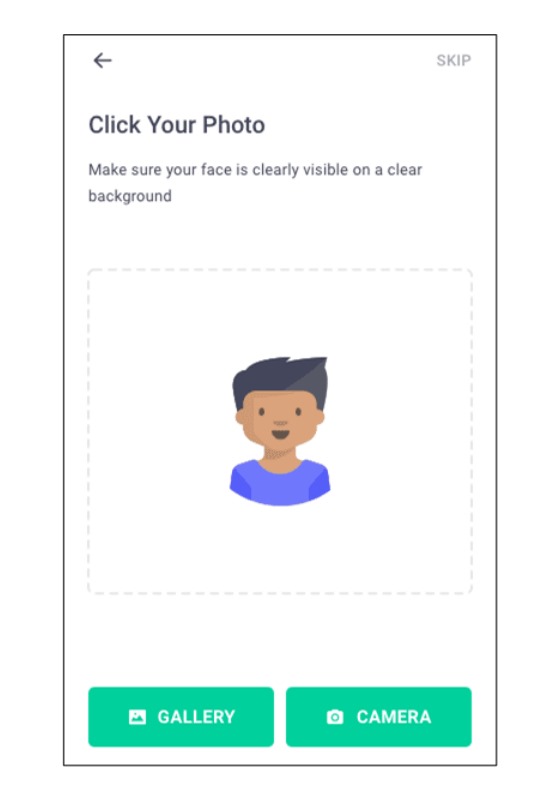 SKIP
Click Your Photo
Make sure your face is clearly visible on a clear
background
GALLERY
CAMERA